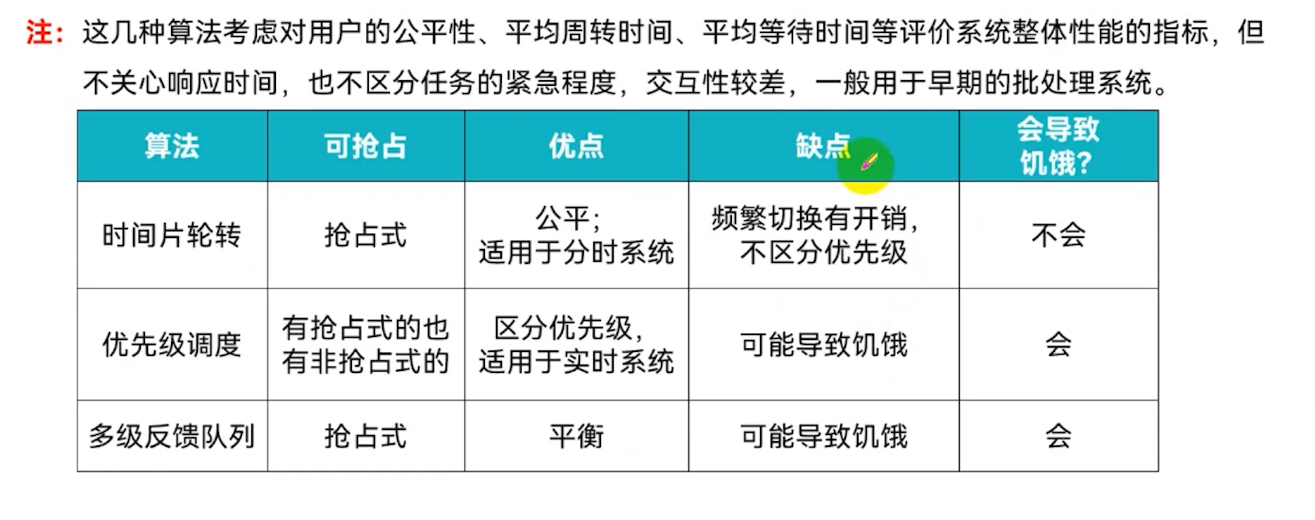 注：这几种算法考虑对用户的公平性、平均周转时间、平均等待时间等评价系统整体性能的指标，但
不关心响应时间，也不区分任务的紧急程度，交互性较差，一般用于早期的批处理系统。
算法 可抢占 优点 缺点 会导致
饥饿？
时间片轮转 抢占式 公平； 频繁切换有开销， 不会
适用于分时系统 不区分优先级
优先级调度 有抢占式的也 区分优先级， 可能导致饥饿 会
有非抢占式的 适用于实时系统
多级反馈队列 抢占式 平衡 可能导致饥饿 会